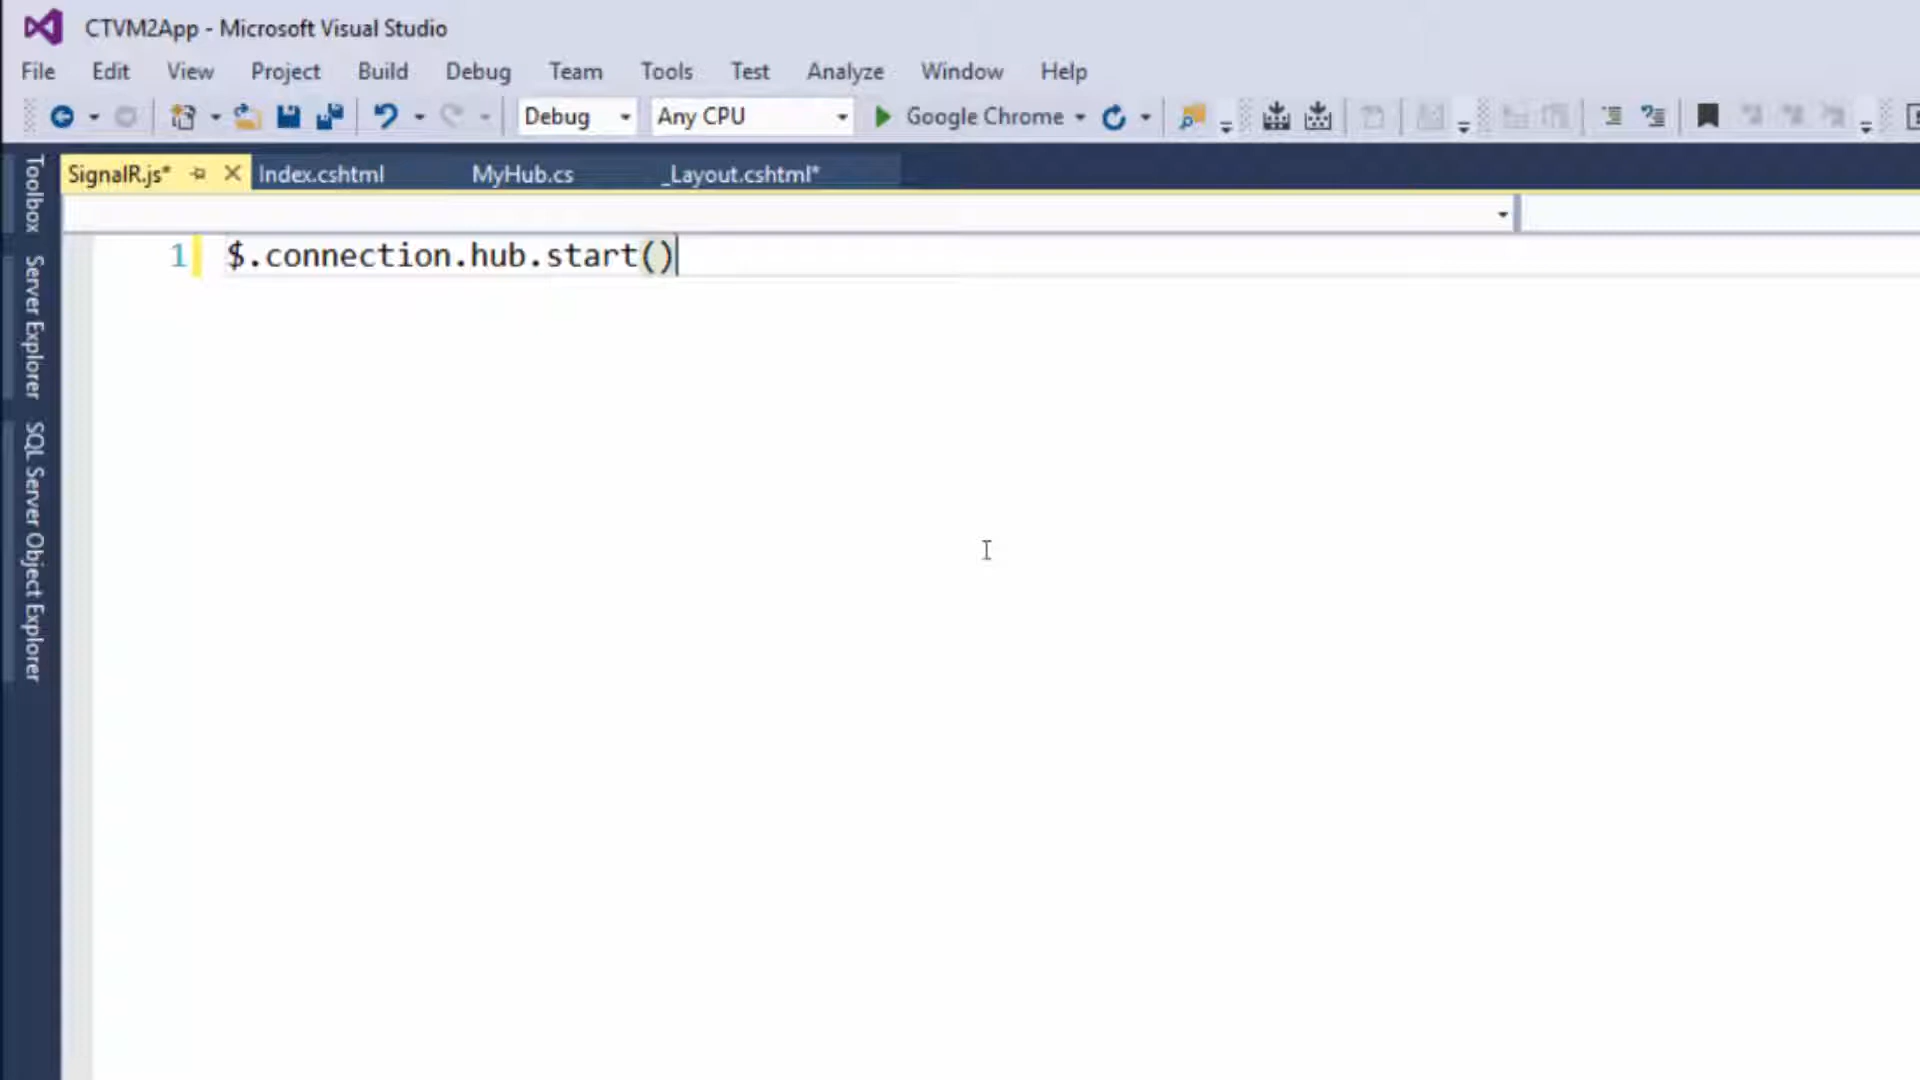 CTVM2App - Microsoft Visual Studio
File Edit View Project Build Debug Team Tools Test Analyze Window Help
Debug Any CPU Google Chrome
SignalR.js* Index.cshtml MyHub.cs _Layout.cshtml*
1 $.connection.hub.start()
Toolbox
Server Explorer
SQL Server Object Explorer